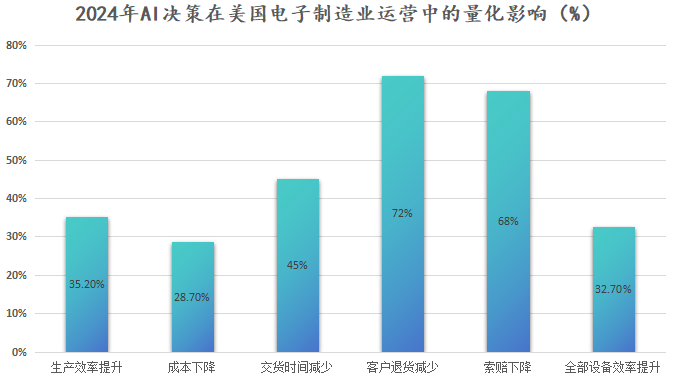 2024年AI决策在美国电子制造业运营中的量化影响（%）
80%
70%
60%
50%
40%
30%
20%
10%
0%
35.20%
28.70%
45%
72%
68%
32.70%
生产效率提升
成本下降
交货时间减少
客户退货减少
索赔下降
全部设备效率提升